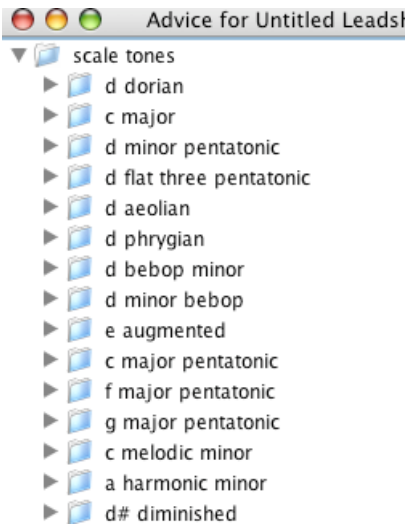 Advice for Untitled Leadsh
scale tones
d dorian
c major
d minor pentatonic
d flat three pentatonic
d aeolian
d phrygian
d bebop minor
d minor bebop
e augmented
c major pentatonic
f major pentatonic
g major pentatonic
c melodic minor
a harmonic minor
d# diminished